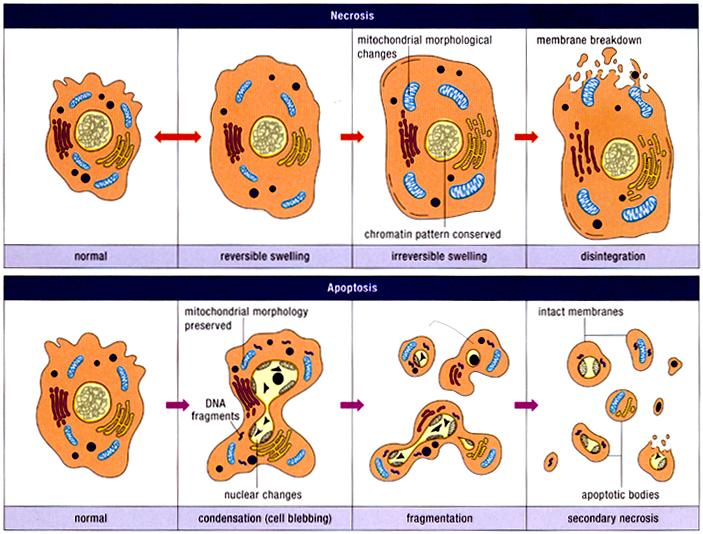 Necrosis
mitochondrial morphological
changes
membrane breakdown
chromatin pattern conserved
normal
reversible swelling
irreversible swelling
disintegration
Apoptosis
mitochondrial morphology
preserved
intact membranes
DNA
fragments
nuclear changes
apoptotic bodies
normal
condensation (cell blebbing)
fragmentation
secondary necrosis